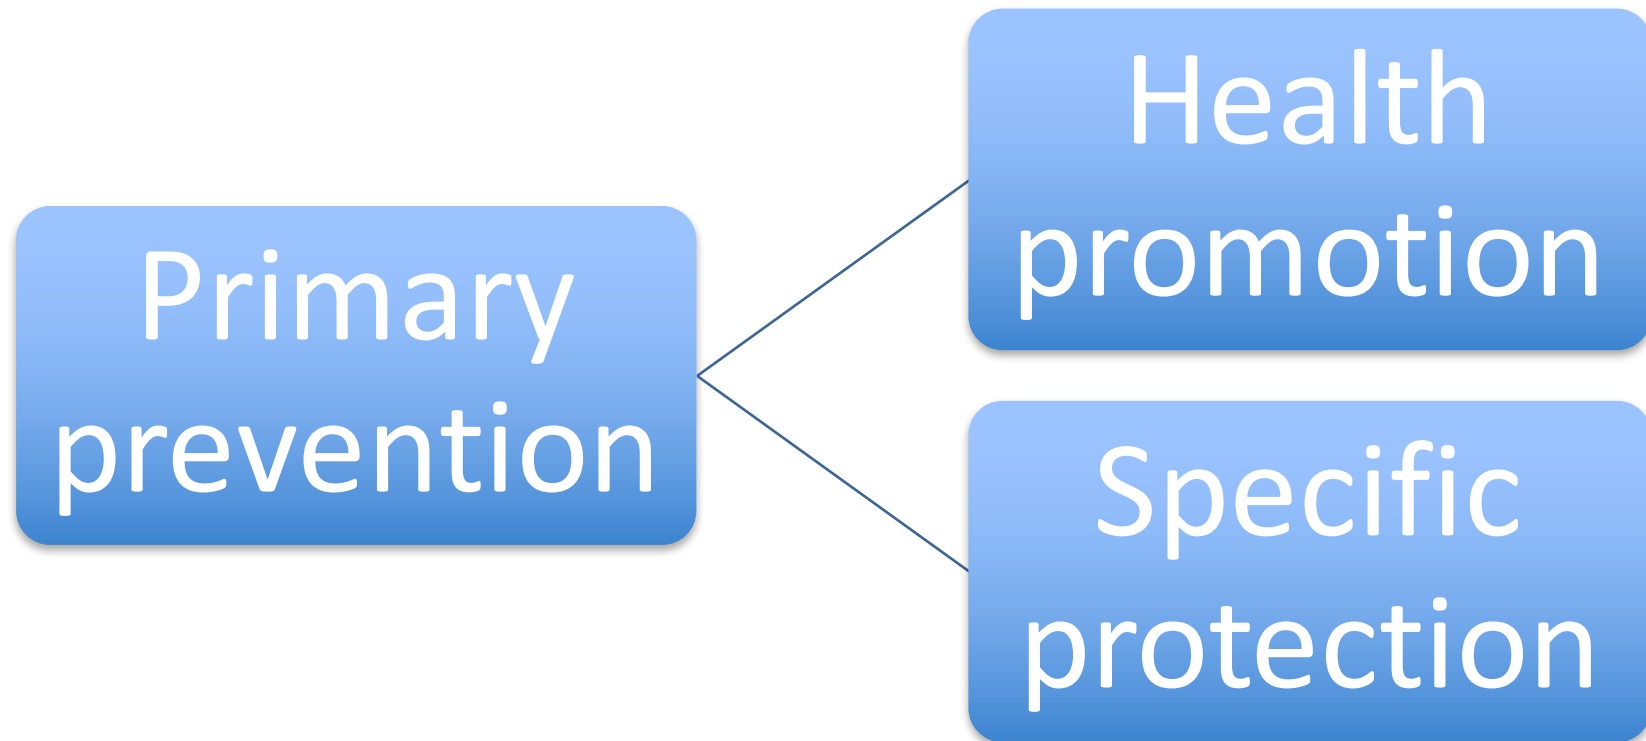 Primary
prevention
Health
promotion
Specific
protection